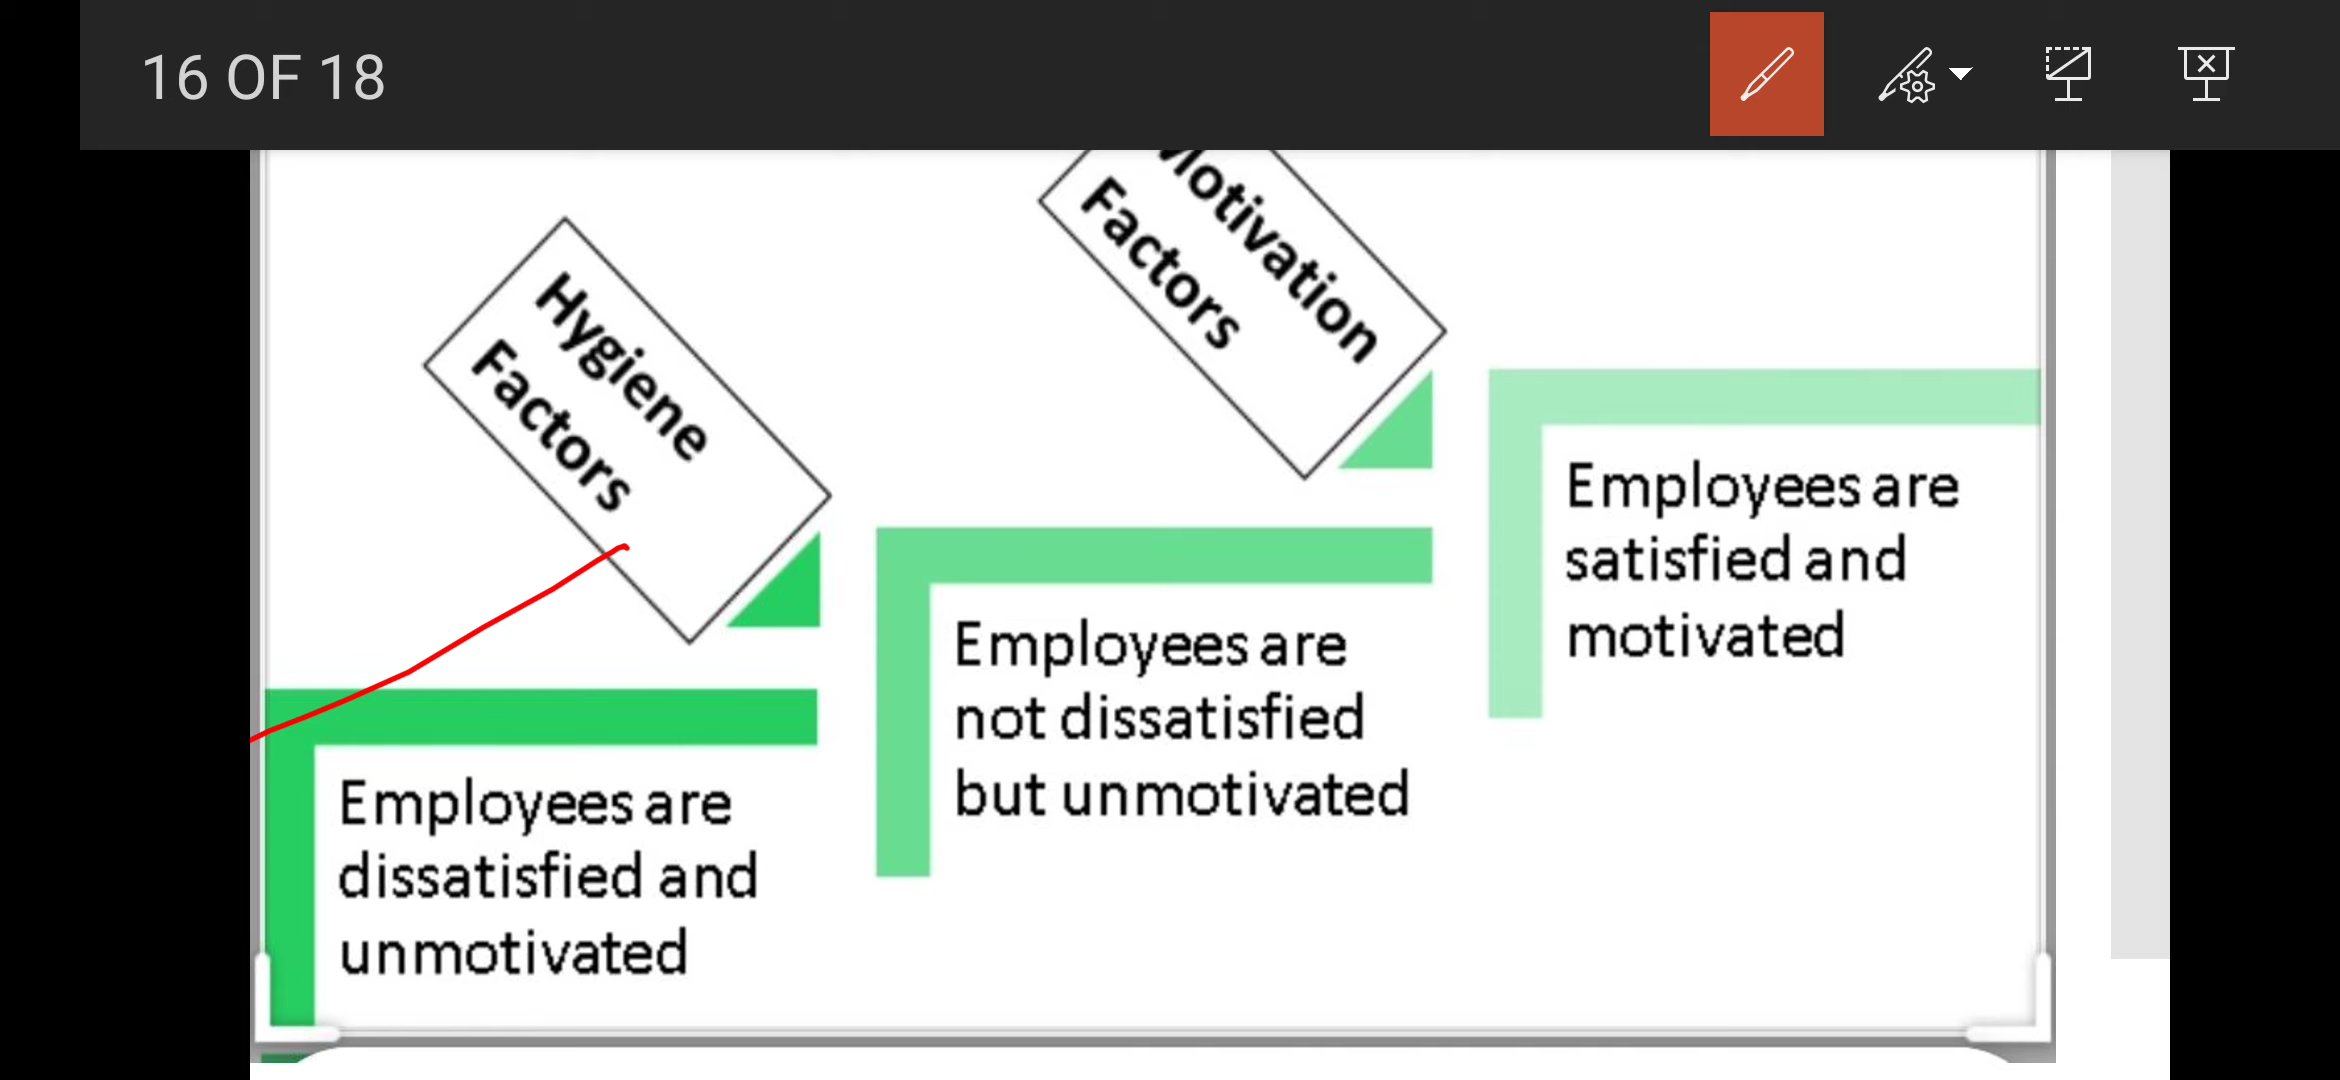 16 OF 18
Motivation
Factors
Hygiene
Factors
Employees are
satisfied and
motivated
Employees are
not dissatisfied
but unmotivated
Employees are
dissatisfied and
unmotivated